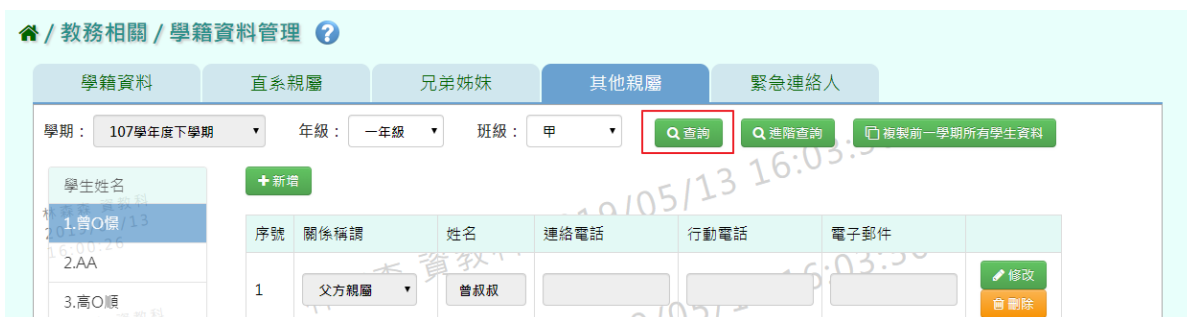 / 教務相關 / 學籍資料管理 ?
學籍資料 直系親屬 兄弟姊妹 其他親屬 緊急連絡人
學期： 107學年度下學期 年級： 一年級 班級： 甲 查詢 進階查詢 複製前一學期所有學生資料
學生姓名 新增
1.曾O憬
序號 關係稱謂 姓名 連絡電話 行動電話 電子郵件
2.AA
1 父方親屬 曾叔叔 修改
3.高O順 刪除